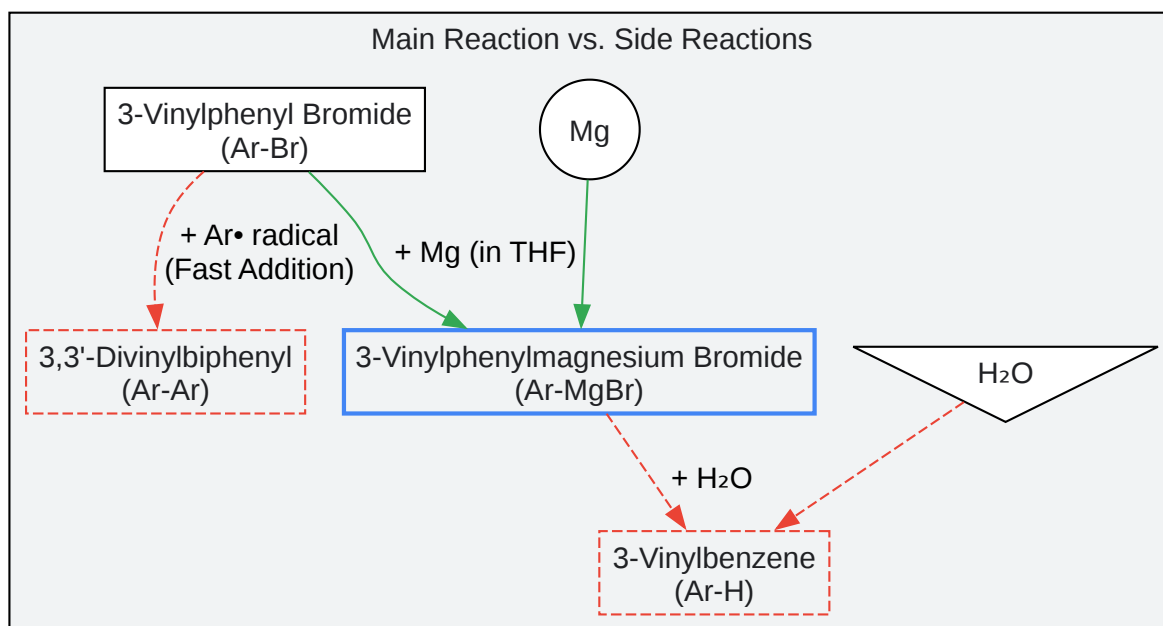 Main Reaction vs. Side Reactions
3-Vinylphenyl Bromide
(Ar-Br)
Mg
+ Ar• radical
(Fast Addition)
+ Mg (in THF)
3,3'-Divinylbiphenyl
(Ar-Ar)
3-Vinylphenylmagnesium Bromide
(Ar-MgBr)
H₂O
+ H₂O
3-Vinylbenzene
(Ar-H)